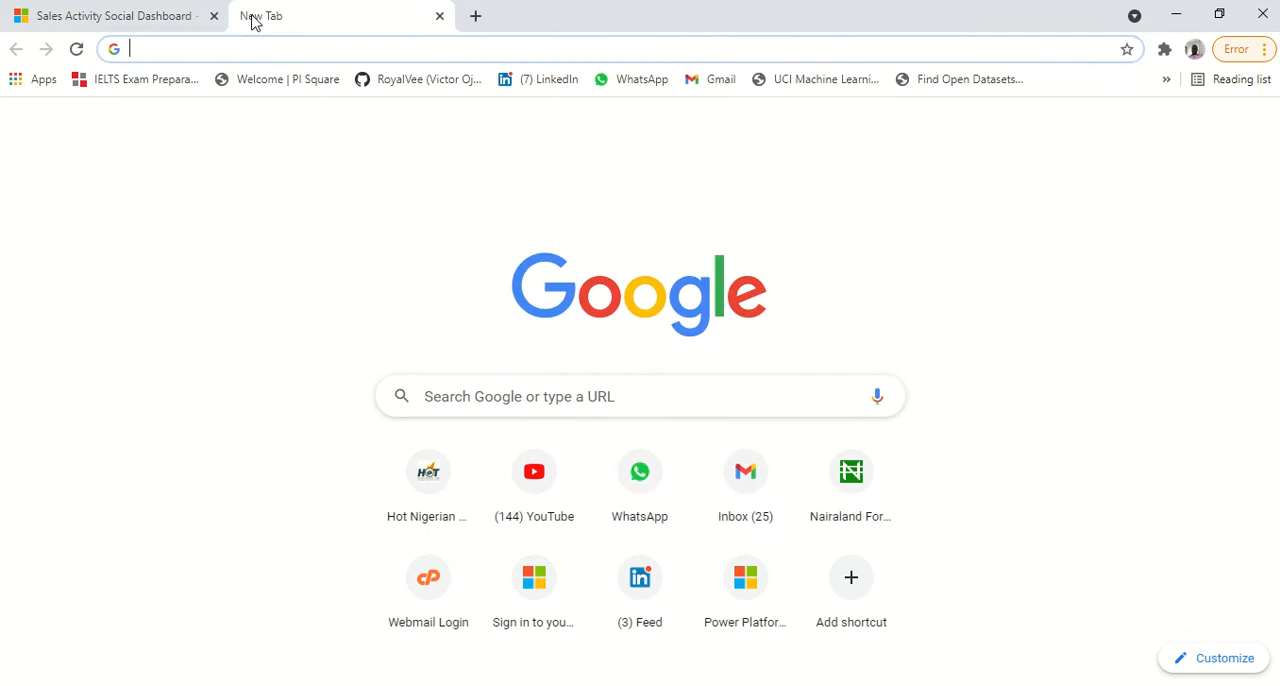 Sales Activity Social Dashboard -
New Tab
Error
Apps
IELTS Exam Prepara...
Welcome | PI Square
RoyalVee (Victor Oj...
(7) LinkedIn
WhatsApp
Gmail
UCI Machine Learni...
Find Open Datasets...
»
Reading list
Google
Search Google or type a URL
HOT
Hot Nigerian ...
(144) YouTube
WhatsApp
Inbox (25)
Nairaland For...
cP
in
Webmail Login
Sign in to you...
(3) Feed
Power Platfor...
Add shortcut
Customize